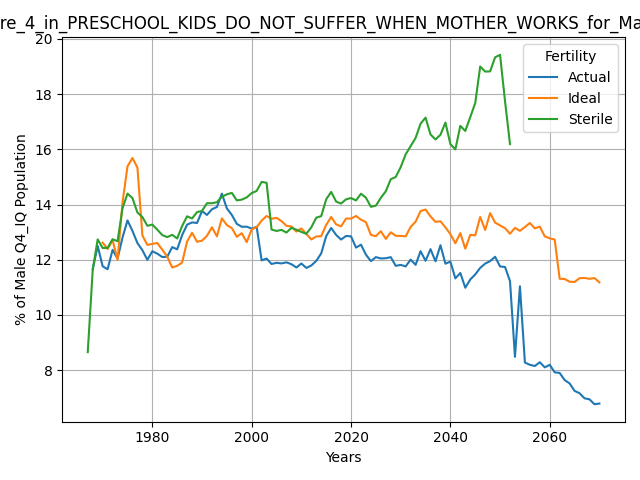 re_4_in_PRESCHOOL_KIDS_DO_NOT_SUFFER_WHEN_MOTHER_WORKS_for_Ma
20
18
16
14
12
10
8
% of Male Q4_IQ Population
Fertility
Actual
Ideal
Sterile
1980
2000
2020
2040
2060
Years